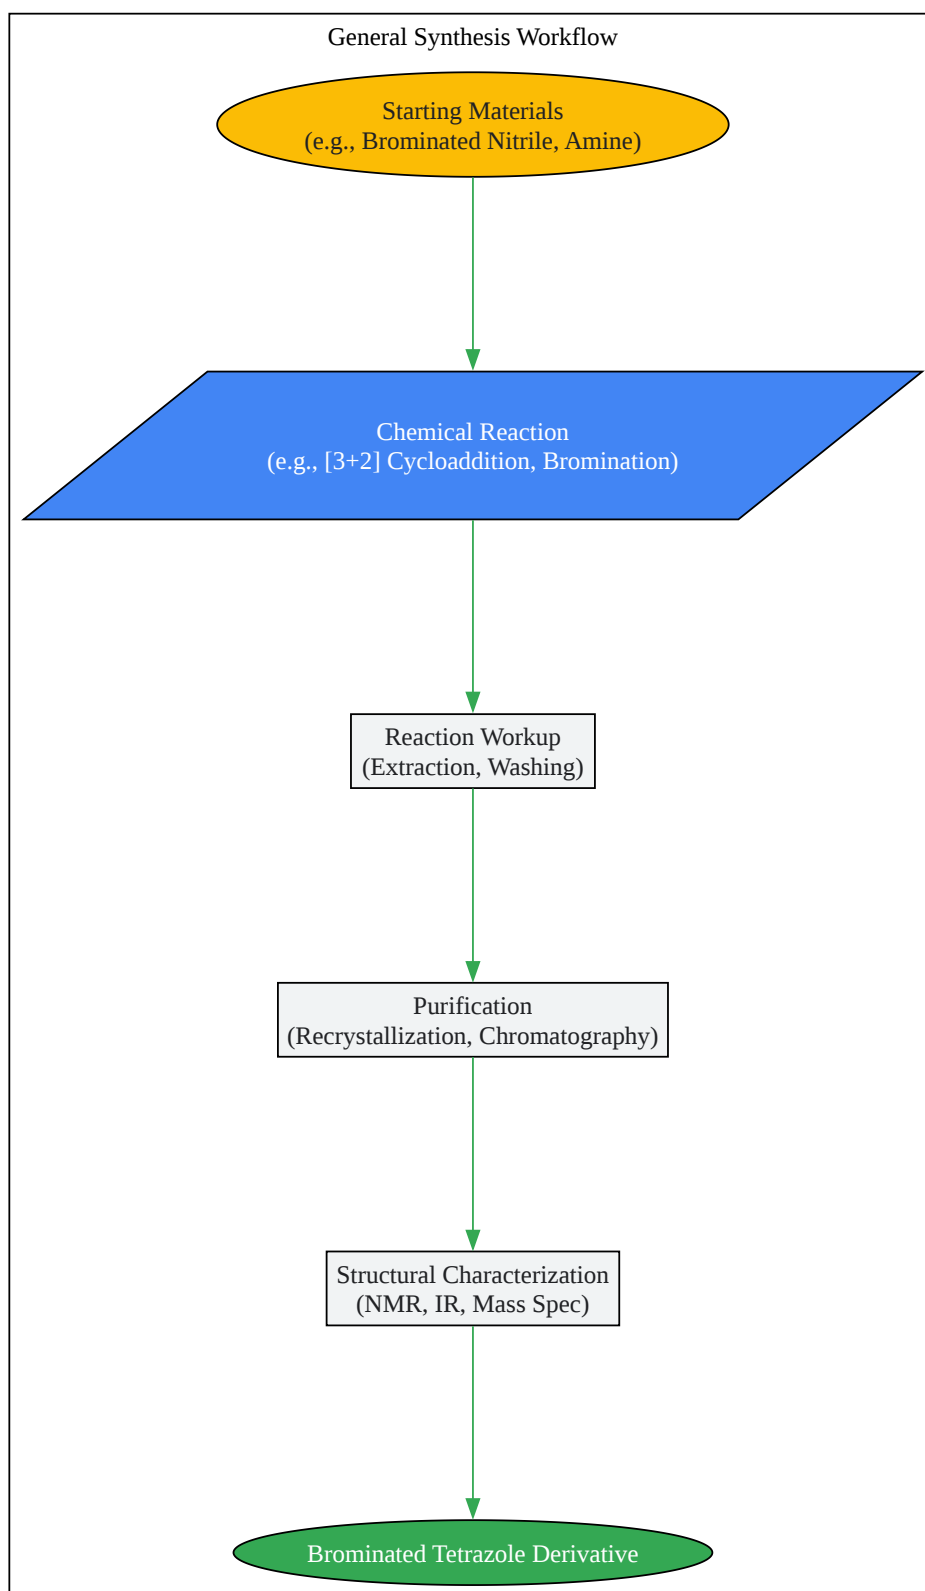 General Synthesis Workflow
Starting Materials
(e.g., Brominated Nitrile, Amine)
Chemical Reaction
(e.g., [3+2] Cycloaddition, Bromination)
Reaction Workup
(Extraction, Washing)
Purification
(Recrystallization, Chromatography)
Structural Characterization
(NMR, IR, Mass Spec)
Brominated Tetrazole Derivative